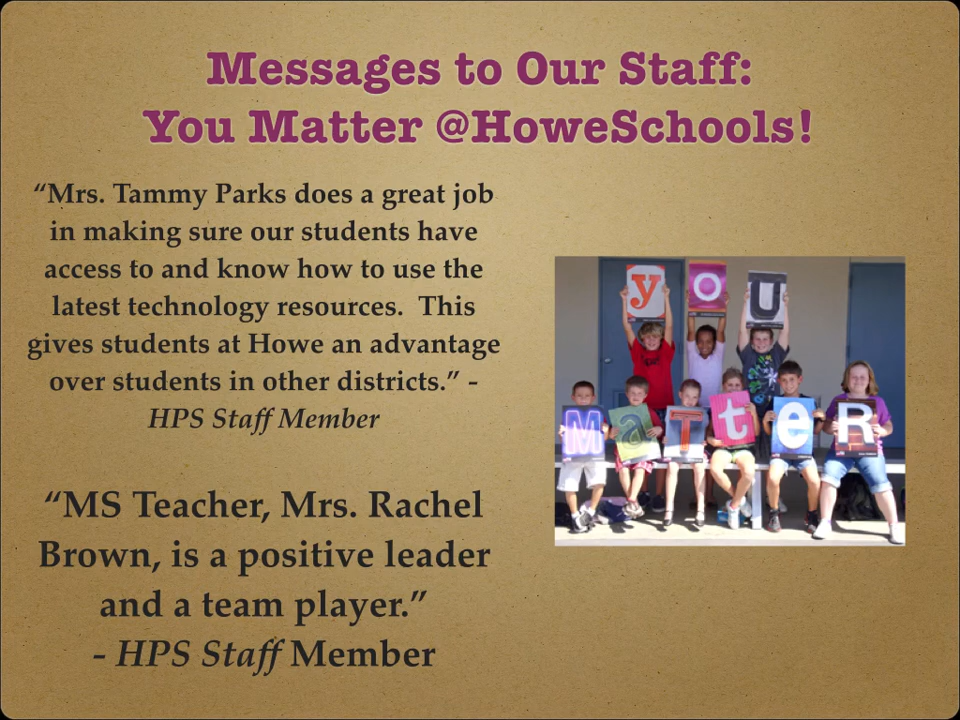 Messages to Our Staff:
You Matter @HoweSchools!
“Mrs. Tammy Parks does a great job
in making sure our students have
access to and know how to use the
latest technology resources.  This
gives students at Howe an advantage
over students in other districts.” -
HPS Staff Member
“MS Teacher, Mrs. Rachel
Brown, is a positive leader
and a team player.”
- HPS Staff Member
you
MaTteR